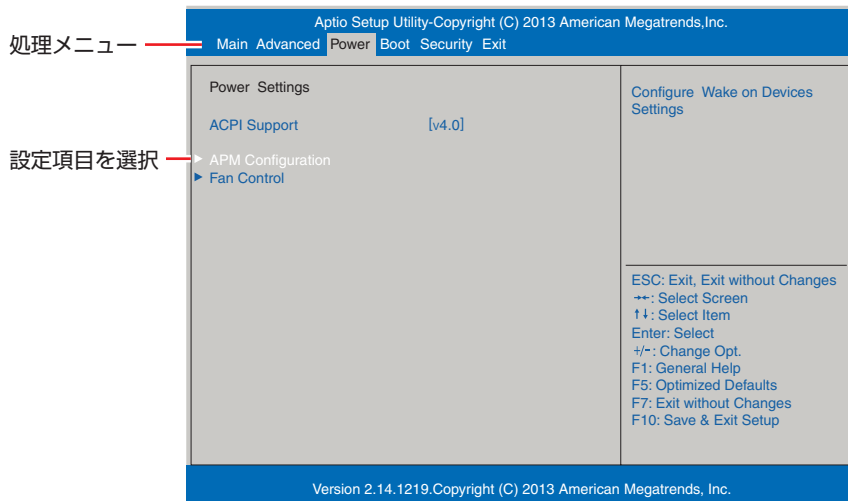 Aptio Setup Utility-Copyright (C) 2013 American Megatrends,Inc.
処理メニュー
Main Advanced Power Boot Security Exit
Power Settings
ACPI Support [v4.0]
設定項目を選択
▶ APM Configuration
▶ Fan Control
Configure Wake on Devices
Settings
ESC: Exit, Exit without Changes
→←: Select Screen
↑↓: Select Item
Enter: Select
+/-: Change Opt.
F1: General Help
F5: Optimized Defaults
F7: Exit without Changes
F10: Save & Exit Setup
Version 2.14.1219.Copyright (C) 2013 American Megatrends, Inc.